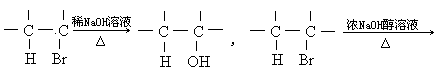 —C—C— 稀NaOH溶液 —C—C— , —C—C— 浓NaOH醇溶液
H Br △ H OH H Br △